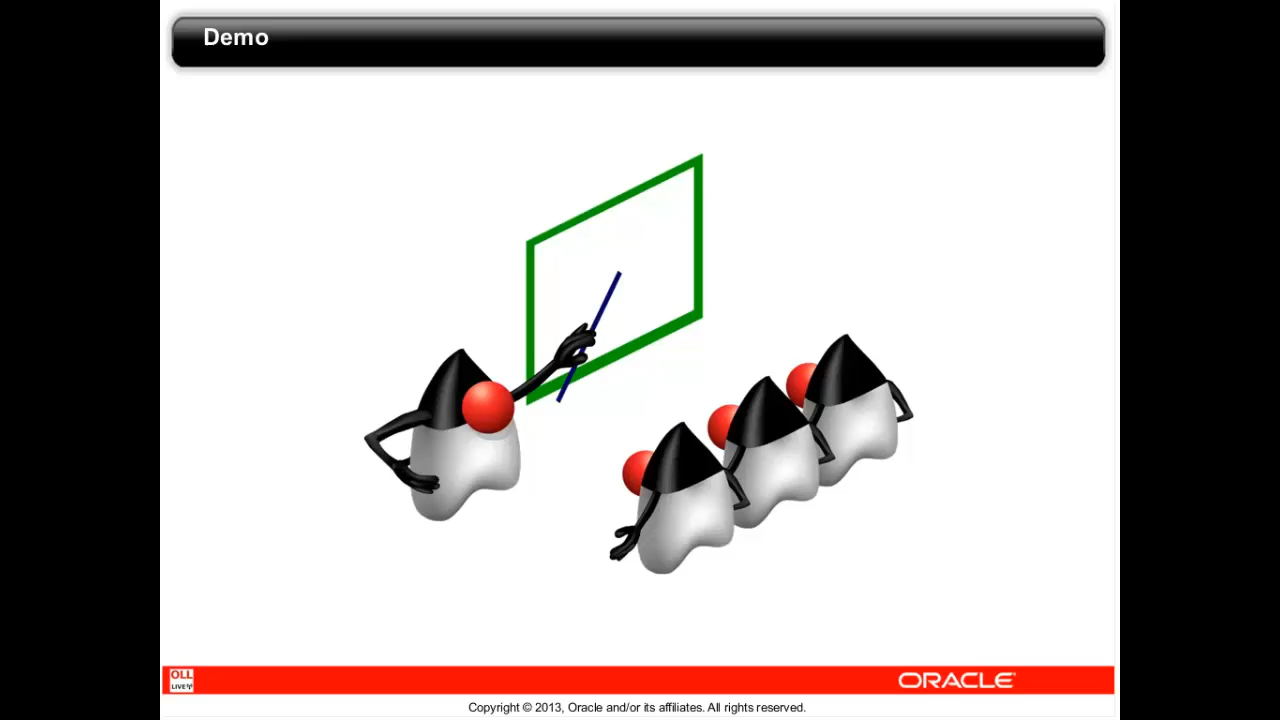 Demo
OLL
LIVE!
ORACLE
Copyright © 2013, Oracle and/or its affiliates. All rights reserved.